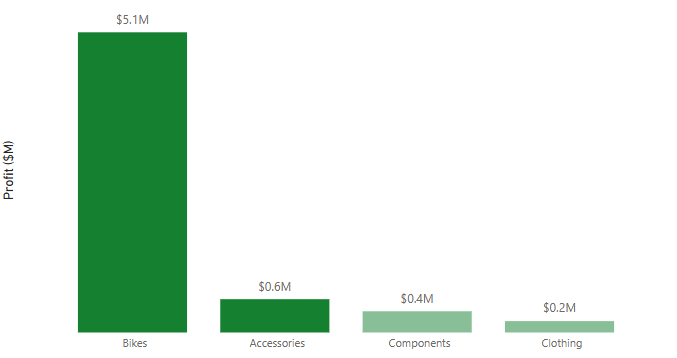 Profit ($M)
$5.1M
$0.6M
$0.4M
$0.2M
Bikes
Accessories
Components
Clothing